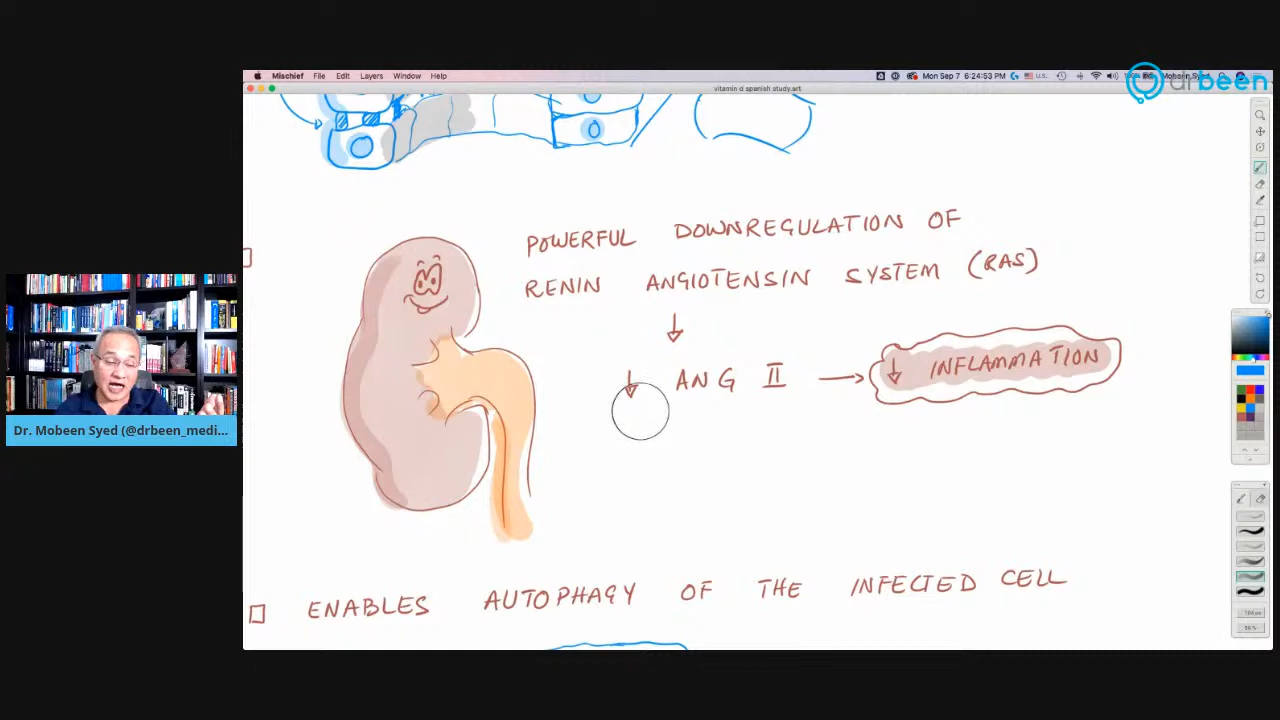 drbeen
Mischief File Edit Layers Window Help
U.S. Mon Sep 7 6:24:53 PM
vitamin d spanish study.art
POWERFUL DOWNREGULATION OF
RENIN ANGIOTENSIN SYSTEM (RAS)
↓
↓ ANG II → ↓ INFLAMMATION
Dr. Mobeen Syed (@drbeen_medi...
ENABLES AUTOPHAGY OF THE INFECTED CELL